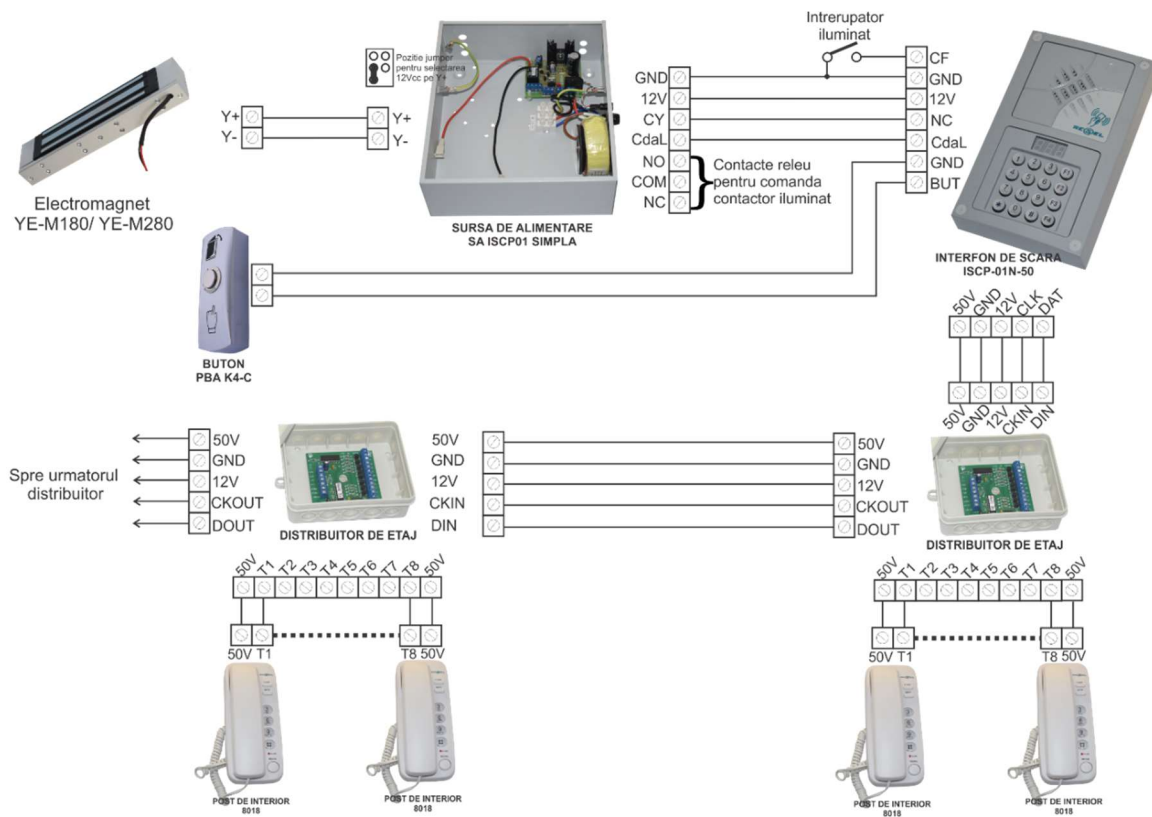 Intrerupator
iluminat
Pozitie jumper
pentru selectarea
12Vcc pe Y+
Y+
Y-
Y+
Y-
GND
12V
CY
CdaL
NO
COM
NC
Contacte releu
pentru comanda
contactor iluminat
CF
GND
12V
NC
CdaL
GND
BUT
Electromagnet
YE-M180/ YE-M280
SURSA DE ALIMENTARE
SA ISCP01 SIMPLA
INTERFON DE SCARA
ISCP-01N-50
BUTON
PBA K4-C
50V GND 12V CLK DAT
50V GND 12V CKIN DIN
Spre urmatorul
distribuitor
50V
GND
12V
CKOUT
DOUT
DISTRIBUITOR DE ETAJ
50V
GND
12V
CKIN
DIN
50V
GND
12V
CKOUT
DOUT
DISTRIBUITOR DE ETAJ
50V T1 T2 T3 T4 T5 T6 T7 T8 50V
50V T1
T8 50V
POST DE INTERIOR
8018
POST DE INTERIOR
8018
50V T1 T2 T3 T4 T5 T6 T7 T8 50V
50V T1
T8 50V
POST DE INTERIOR
8018
POST DE INTERIOR
8018